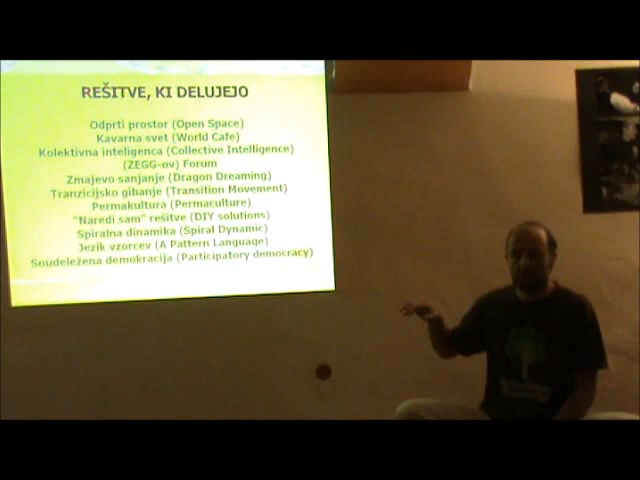 REŠITVE, KI DELUJEJO
Odprti prostor (Open Space)
Kavarna svet (World Cafe)
Kolektivna inteligenca (Collective Intelligence)
(ZEGG-ov) Forum
Zmajevo sanjanje (Dragon Dreaming)
Tranzicijsko gibanje (Transition Movement)
Permakultura (Permaculture)
"Naredi sam" rešitve (DIY solutions)
Spiralna dinamika (Spiral Dynamic)
Jezik vzorcev (A Pattern Language)
Soudeležena demokracija (Participatory democracy)